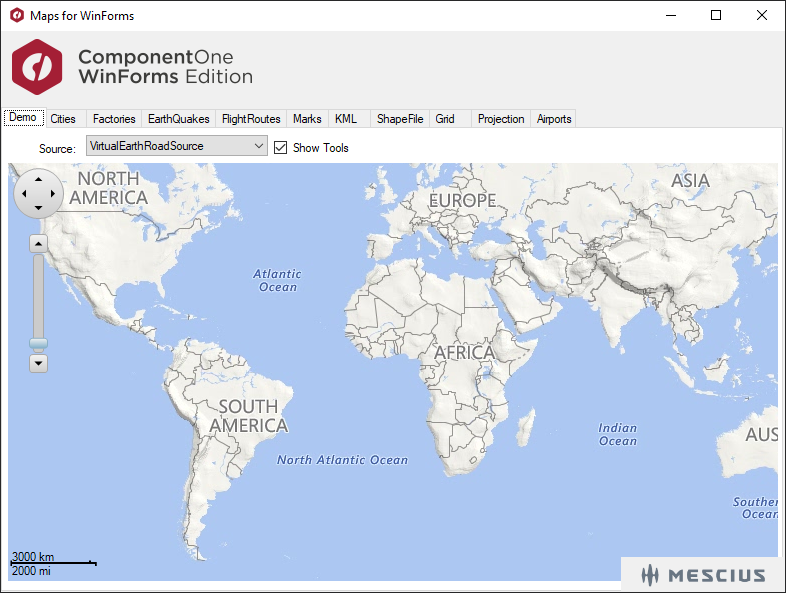 Maps for WinForms
ComponentOne
WinForms Edition
Demo Cities Factories EarthQuakes FlightRoutes Marks KML ShapeFile Grid Projection Airports
Source: VirtualEarthRoadSource Show Tools
NORTH
AMERICA
EUROPE
ASIA
Atlantic
Ocean
AFRICA
SOUTH
AMERICA
Indian
Ocean
AUS
North Atlantic Ocean
Souther
Ocean
3000 km
2000 mi
MESCIUS